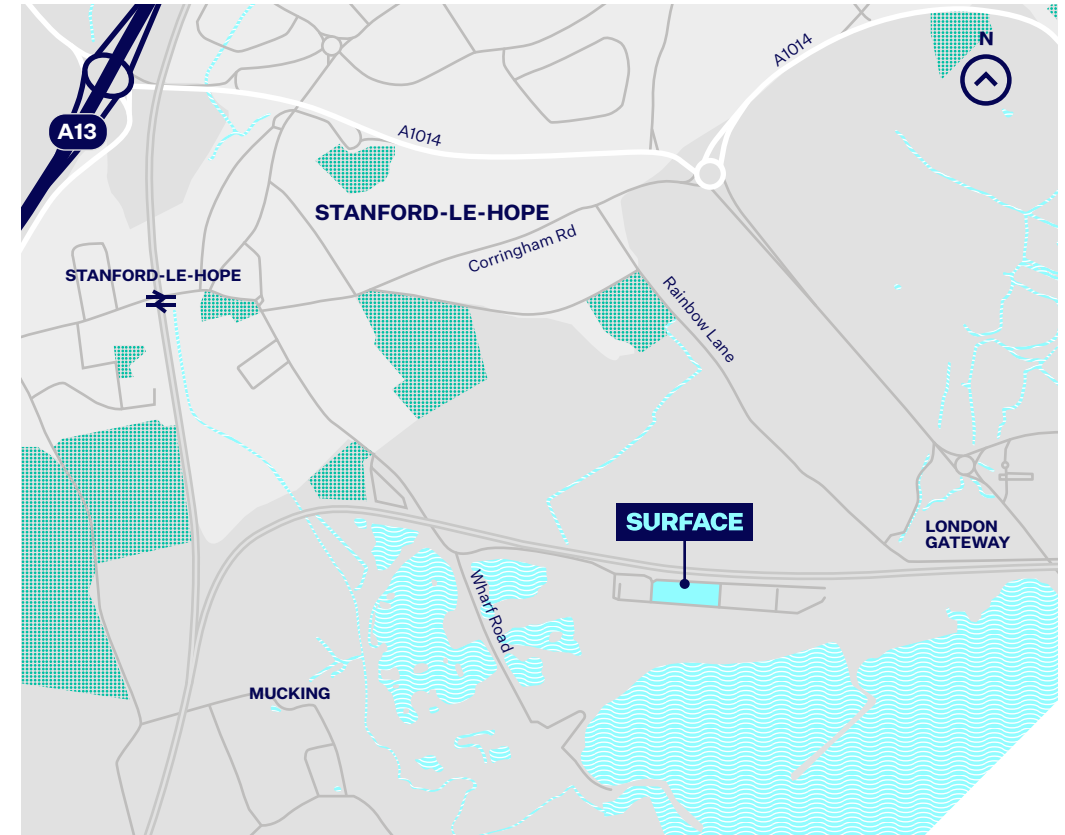 N
A1014
A13
A1014
STANFORD-LE-HOPE
Corringham Rd
STANFORD-LE-HOPE
Rainbow Lane
SURFACE
LONDON
GATEWAY
Wharf Road
MUCKING